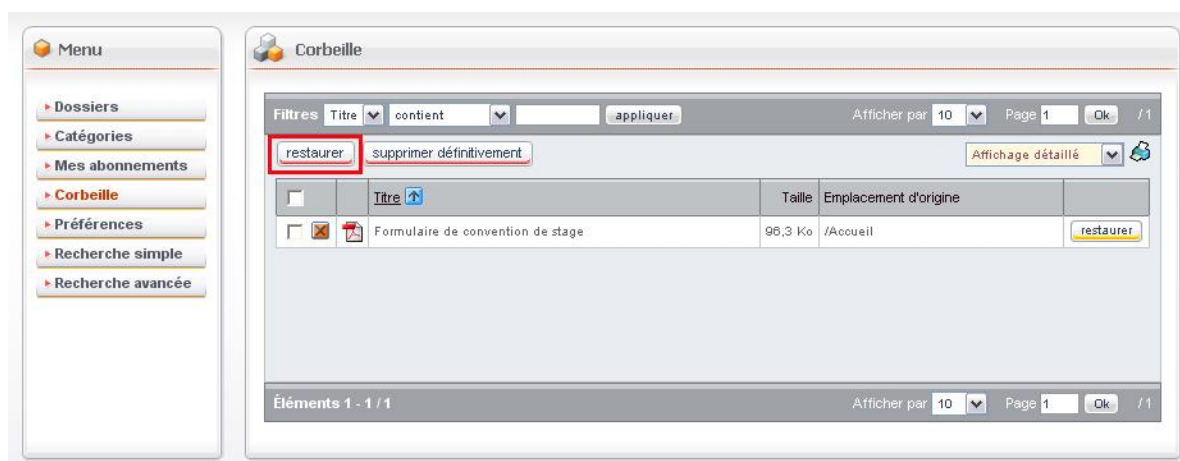 Menu
Dossiers
Catégories
Mes abonnements
Corbeille
Préférences
Recherche simple
Recherche avancée
Corbeille
Filtres Titre contient appliquer Afficher par 10 Page 1 Ok /1
restaurer supprimer définitivement Affichage détaillé
Titre Taille Emplacement d'origine
Formulaire de convention de stage 96,3 Ko /Accueil restaurer
Éléments 1 - 1 / 1 Afficher par 10 Page 1 Ok /1